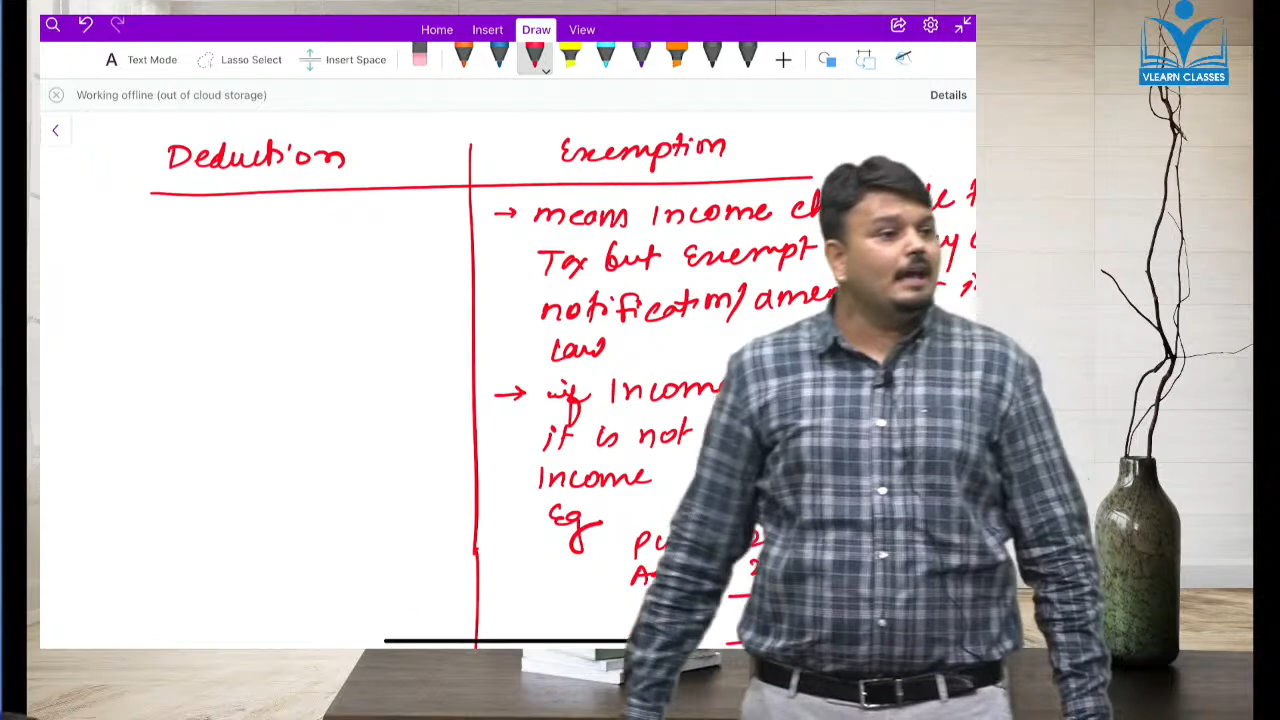 Home Insert Draw View
A Text Mode Lasso Select Insert Space
Working offline (out of cloud storage) Details
VLEARN CLASSES
Deduction Exemption
→ means Income
Tax but Exempt
notification/
Law
→ if Income
it is not
Income
Eg